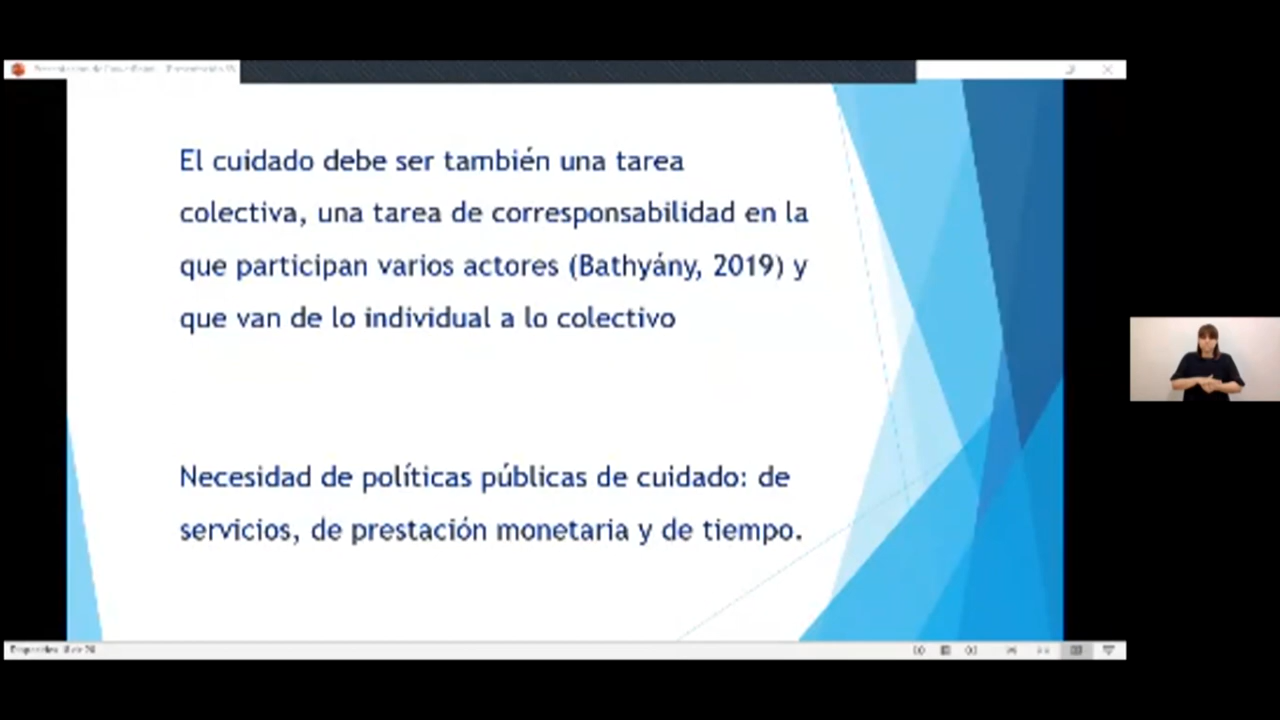 El cuidado debe ser también una tarea
colectiva, una tarea de corresponsabilidad en la
que participan varios actores (Bathyány, 2019) y
que van de lo individual a lo colectivo
Necesidad de políticas públicas de cuidado: de
servicios, de prestación monetaria y de tiempo.